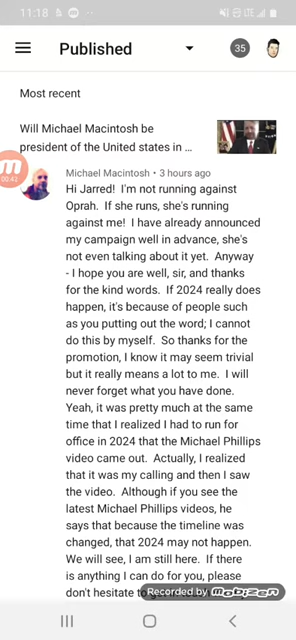 11:18
LTE
Published
35
Most recent
Will Michael Macintosh be
president of the United states in ...
00:42
Michael Macintosh • 3 hours ago
Hi Jarred! I'm not running against
Oprah. If she runs, she's running
against me! I have already announced
my campaign well in advance, she's
not even talking about it yet. Anyway
- I hope you are well, sir, and thanks
for the kind words. If 2024 really does
happen, it's because of people such
as you putting out the word; I cannot
do this by myself. So thanks for the
promotion, I know it may seem trivial
but it really means a lot to me. I will
never forget what you have done.
Yeah, it was pretty much at the same
time that I realized I had to run for
office in 2024 that the Michael Phillips
video came out. Actually, I realized
that it was my calling and then I saw
the video. Although if you see the
latest Michael Phillips videos, he
says that because the timeline was
changed, that 2024 may not happen.
We will see, I am still here. If there
is anything I can do for you, please
don't hesitate to
Recorded by Mobizen